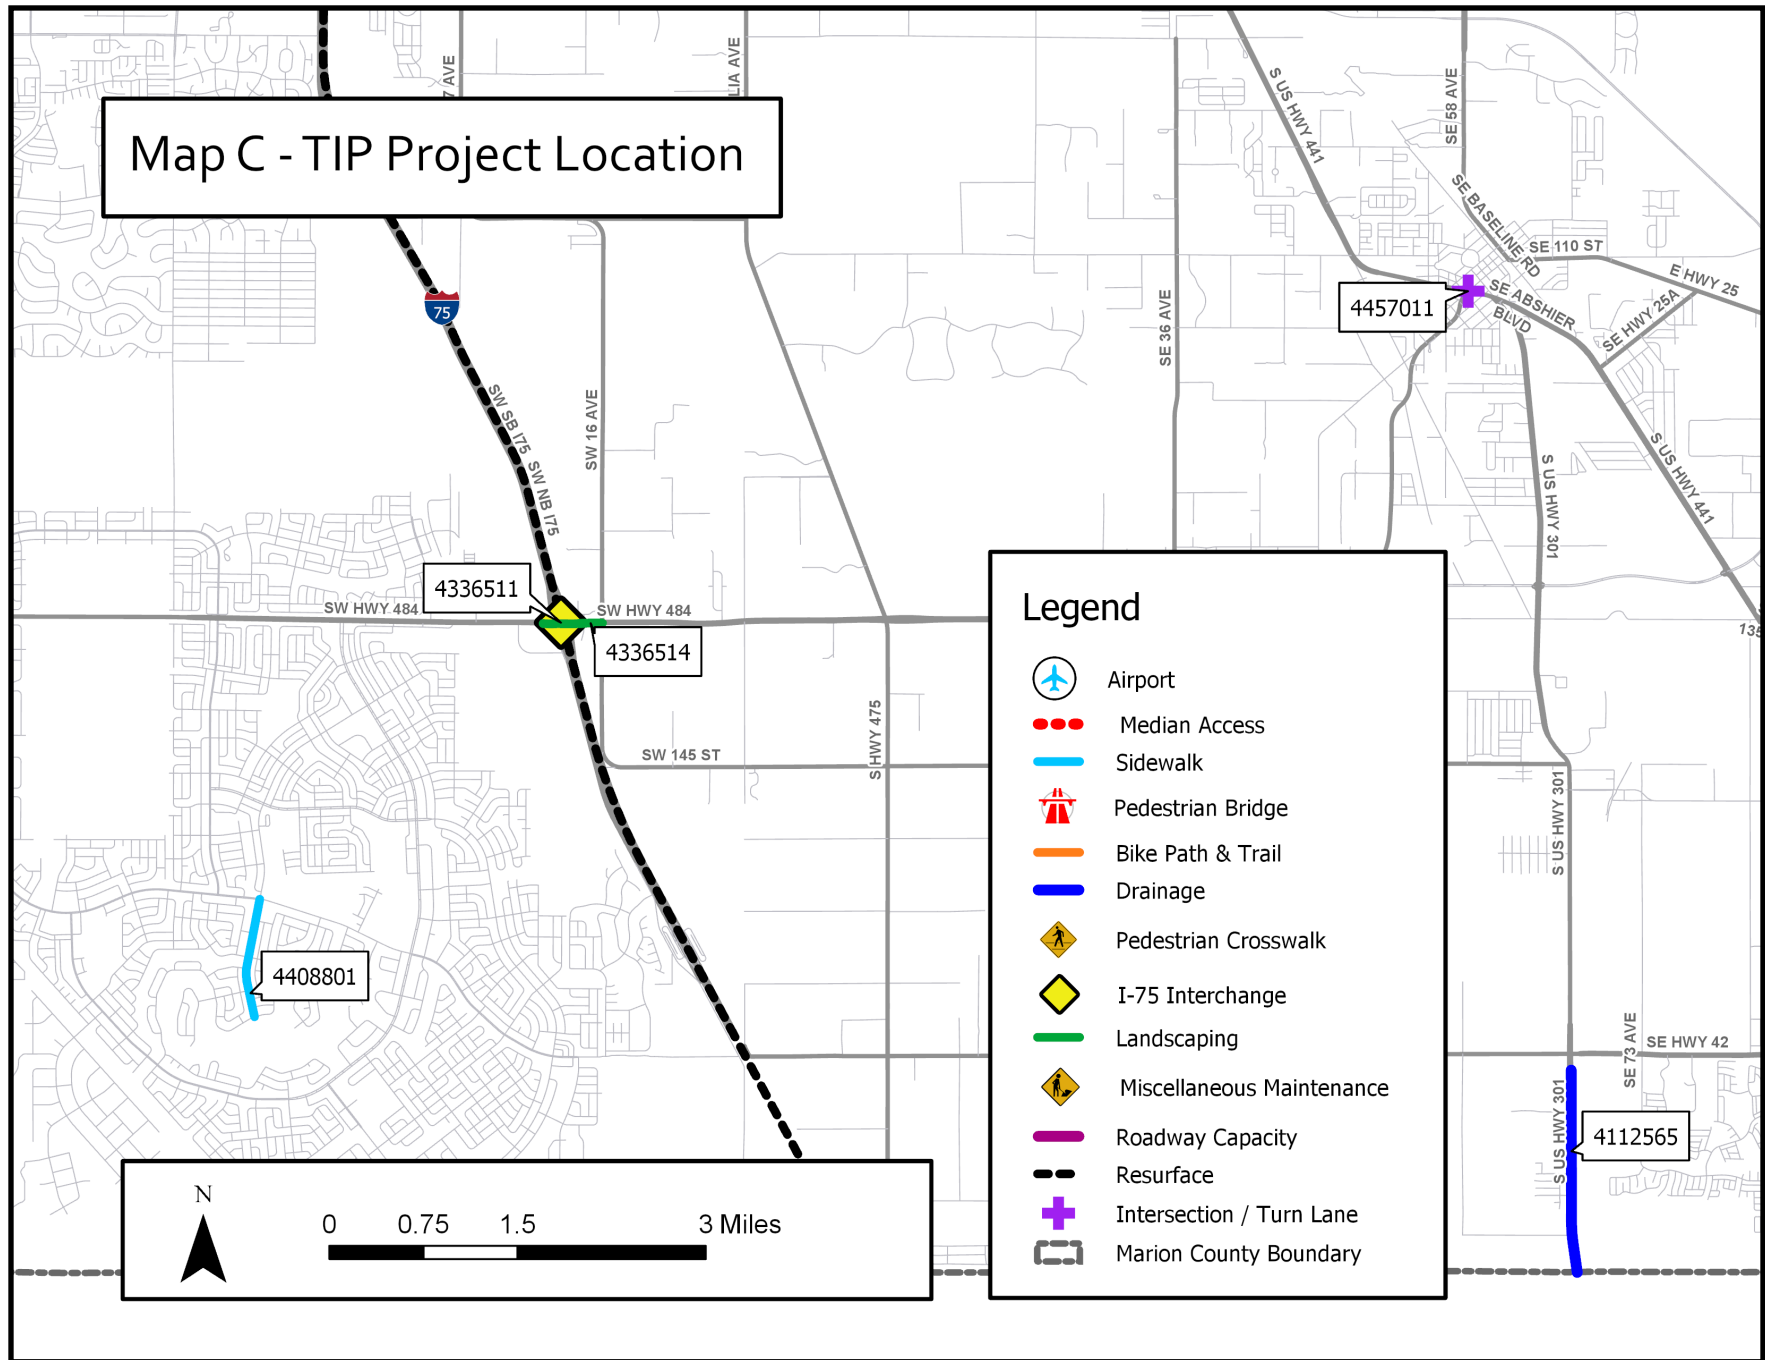 7 AVE
LIA AVE
S US HWY 441
SE 58 AVE
Map C - TIP Project Location
SE BASELINE RD
SE 110 ST
E HWY 25
SE HWY 25A
SE ABSHIER
BLVD
4457011
75
SE 36 AVE
SW SB I75
SW NB I75
SW 16 AVE
S US HWY 441
S US HWY 301
4336511
SW HWY 484
SW HWY 484
4336514
135
SW 145 ST
S HWY 475
S US HWY 301
4408801
SE 73 AVE
SE HWY 42
S US HWY 301
4112565
Legend
Airport
Median Access
Sidewalk
Pedestrian Bridge
Bike Path & Trail
Drainage
Pedestrian Crosswalk
I-75 Interchange
Landscaping
Miscellaneous Maintenance
Roadway Capacity
Resurface
Intersection / Turn Lane
Marion County Boundary
N
0 0.75 1.5 3 Miles